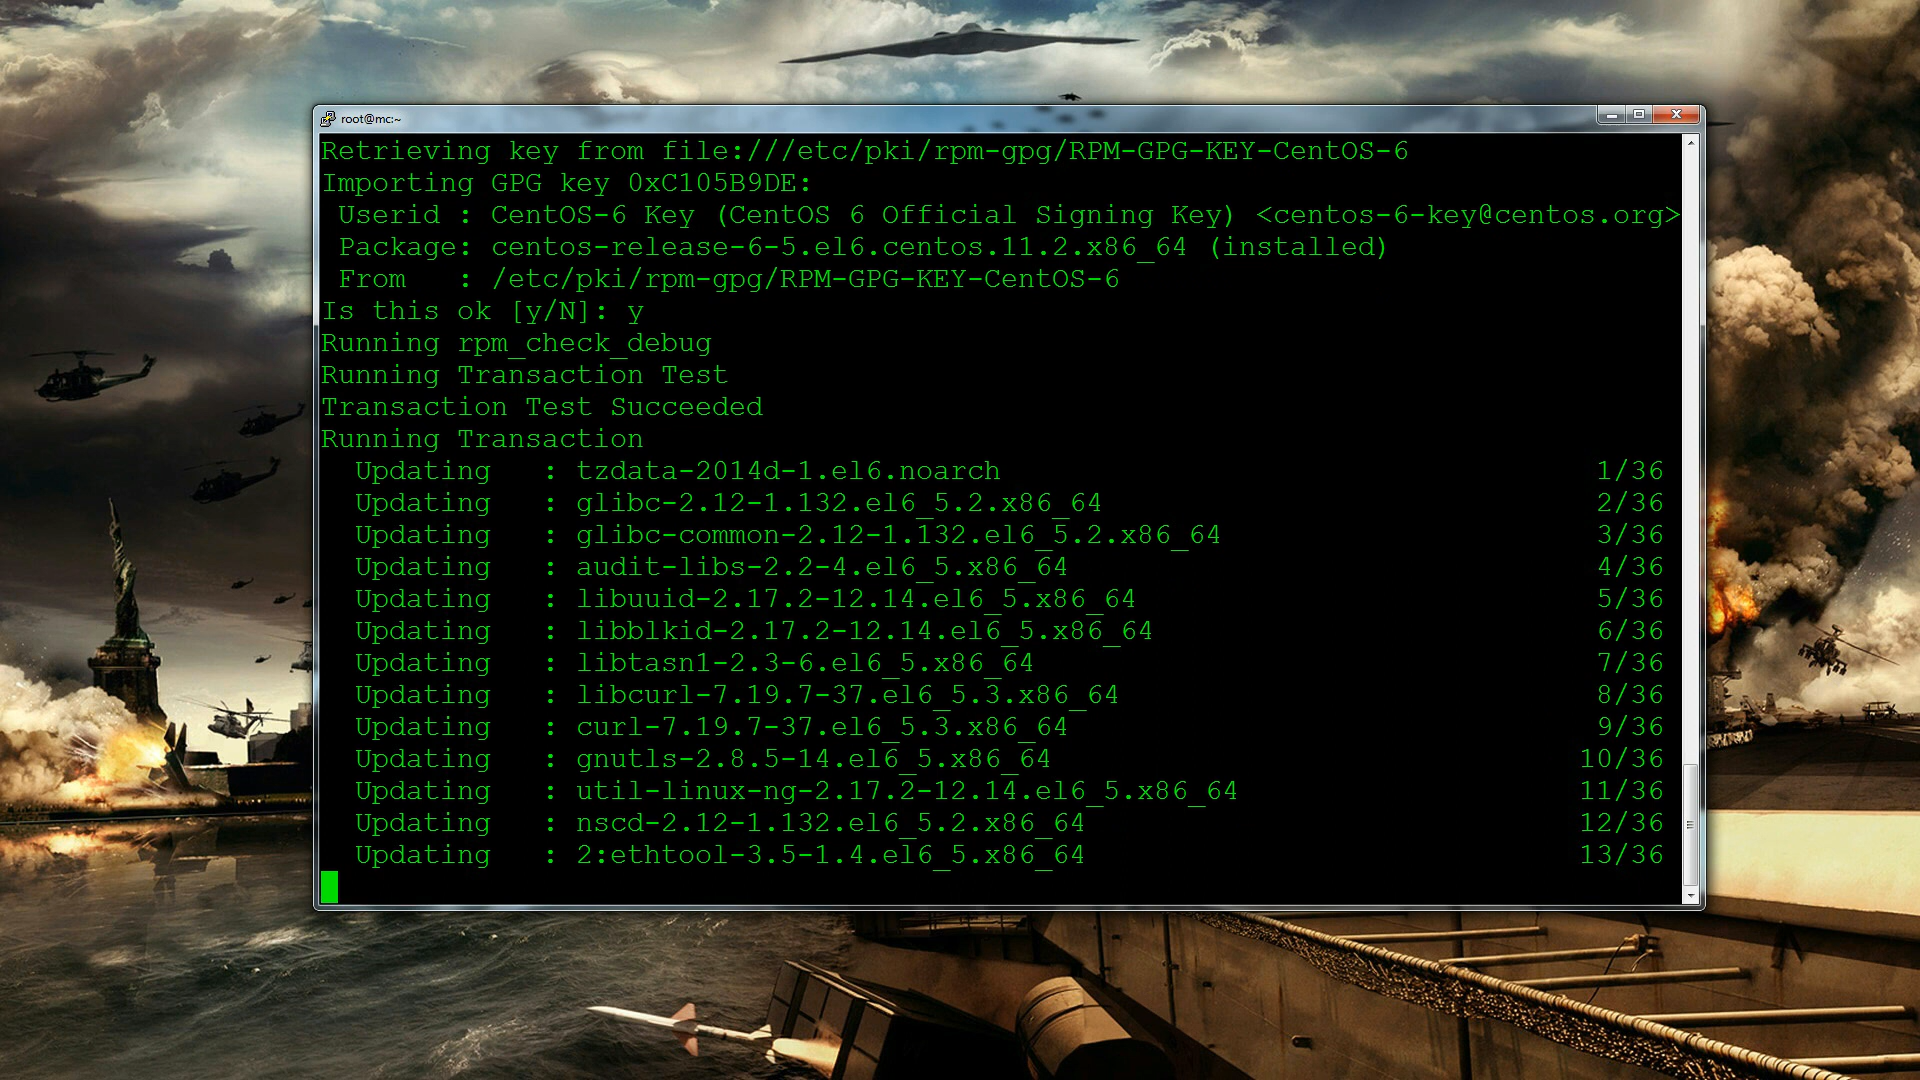 root@mc:~
Retrieving key from file:///etc/pki/rpm-gpg/RPM-GPG-KEY-CentOS-6
Importing GPG key 0xC105B9DE:
 Userid : CentOS-6 Key (CentOS 6 Official Signing Key) <centos-6-key@centos.org>
 Package: centos-release-6-5.el6.centos.11.2.x86_64 (installed)
 From   : /etc/pki/rpm-gpg/RPM-GPG-KEY-CentOS-6
Is this ok [y/N]: y
Running rpm_check_debug
Running Transaction Test
Transaction Test Succeeded
Running Transaction
  Updating   : tzdata-2014d-1.el6.noarch 1/36
  Updating   : glibc-2.12-1.132.el6_5.2.x86_64 2/36
  Updating   : glibc-common-2.12-1.132.el6_5.2.x86_64 3/36
  Updating   : audit-libs-2.2-4.el6_5.x86_64 4/36
  Updating   : libuuid-2.17.2-12.14.el6_5.x86_64 5/36
  Updating   : libblkid-2.17.2-12.14.el6_5.x86_64 6/36
  Updating   : libtasn1-2.3-6.el6_5.x86_64 7/36
  Updating   : libcurl-7.19.7-37.el6_5.3.x86_64 8/36
  Updating   : curl-7.19.7-37.el6_5.3.x86_64 9/36
  Updating   : gnutls-2.8.5-14.el6_5.x86_64 10/36
  Updating   : util-linux-ng-2.17.2-12.14.el6_5.x86_64 11/36
  Updating   : nscd-2.12-1.132.el6_5.2.x86_64 12/36
  Updating   : 2:ethtool-3.5-1.4.el6_5.x86_64 13/36